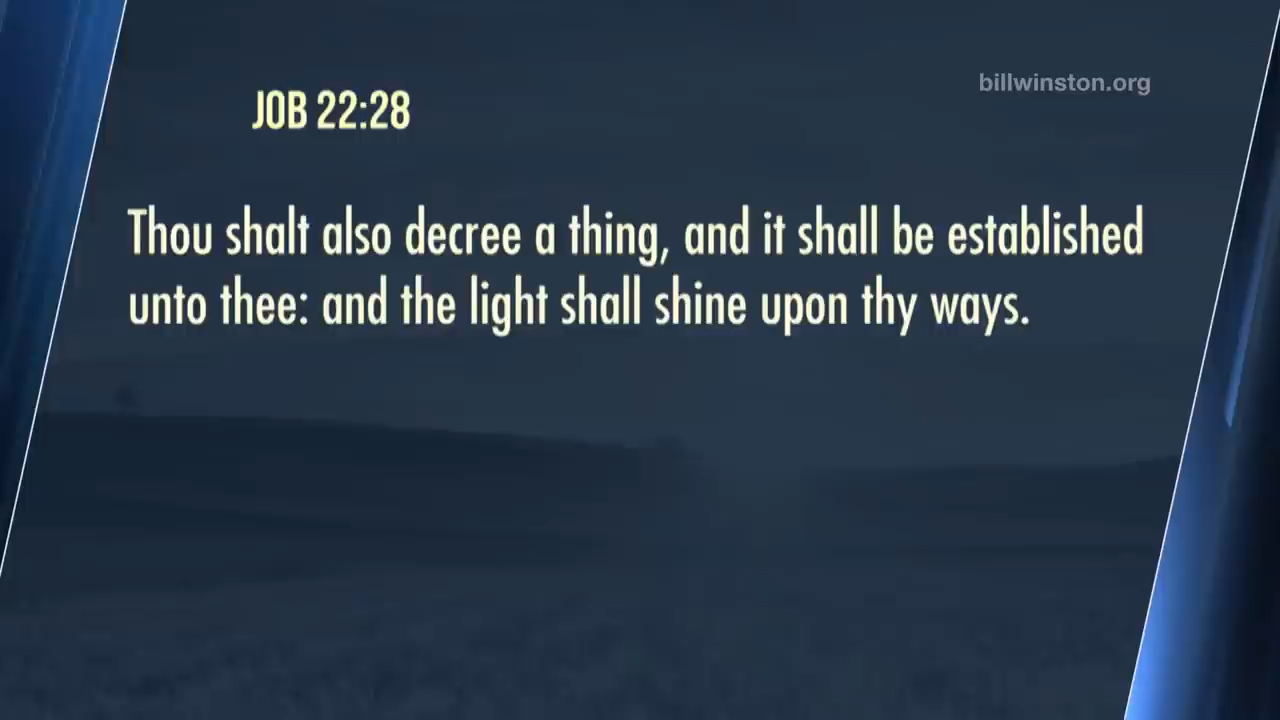 billwinston.org
JOB 22:28
Thou shalt also decree a thing, and it shall be established
unto thee: and the light shall shine upon thy ways.